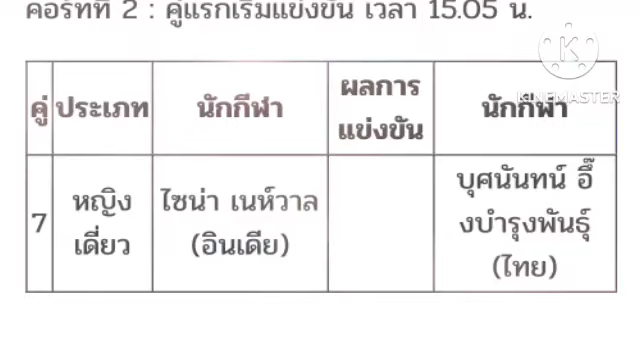 คอร์ทที่ 2 : คู่แรกเริ่มแข่งขัน เวลา 15.05 น.
KINEMASTER
คู่ ประเภท นักกีฬา ผลการ แข่งขัน นักกีฬา
7 หญิง เดี่ยว ไซน่า เนห์วาล (อินเดีย) บุศนันทน์ อึ๊ งบำรุงพันธุ์ (ไทย)